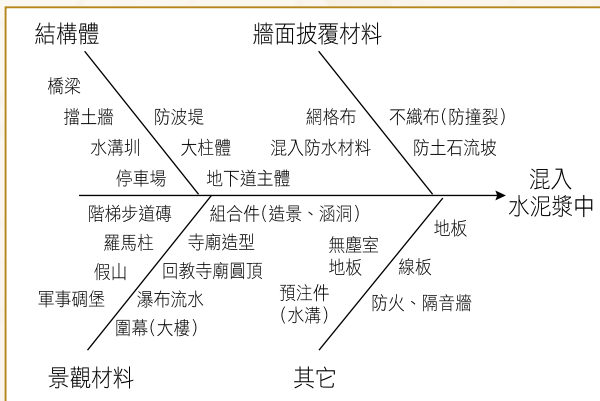 結構體
橋梁
擋土牆
水溝圳
停車場
防波堤
大柱體
地下道主體
牆面披覆材料
網格布
混入防水材料
不織布(防撞裂)
防土石流坡
混入
水泥漿中
階梯步道磚
羅馬柱
假山
軍事碉堡
組合件(造景、涵洞)
寺廟造型
回教寺廟圓頂
瀑布流水
圍幕(大樓)
景觀材料
無塵室
地板
預注件
(水溝)
地板
線板
防火、隔音牆
其它